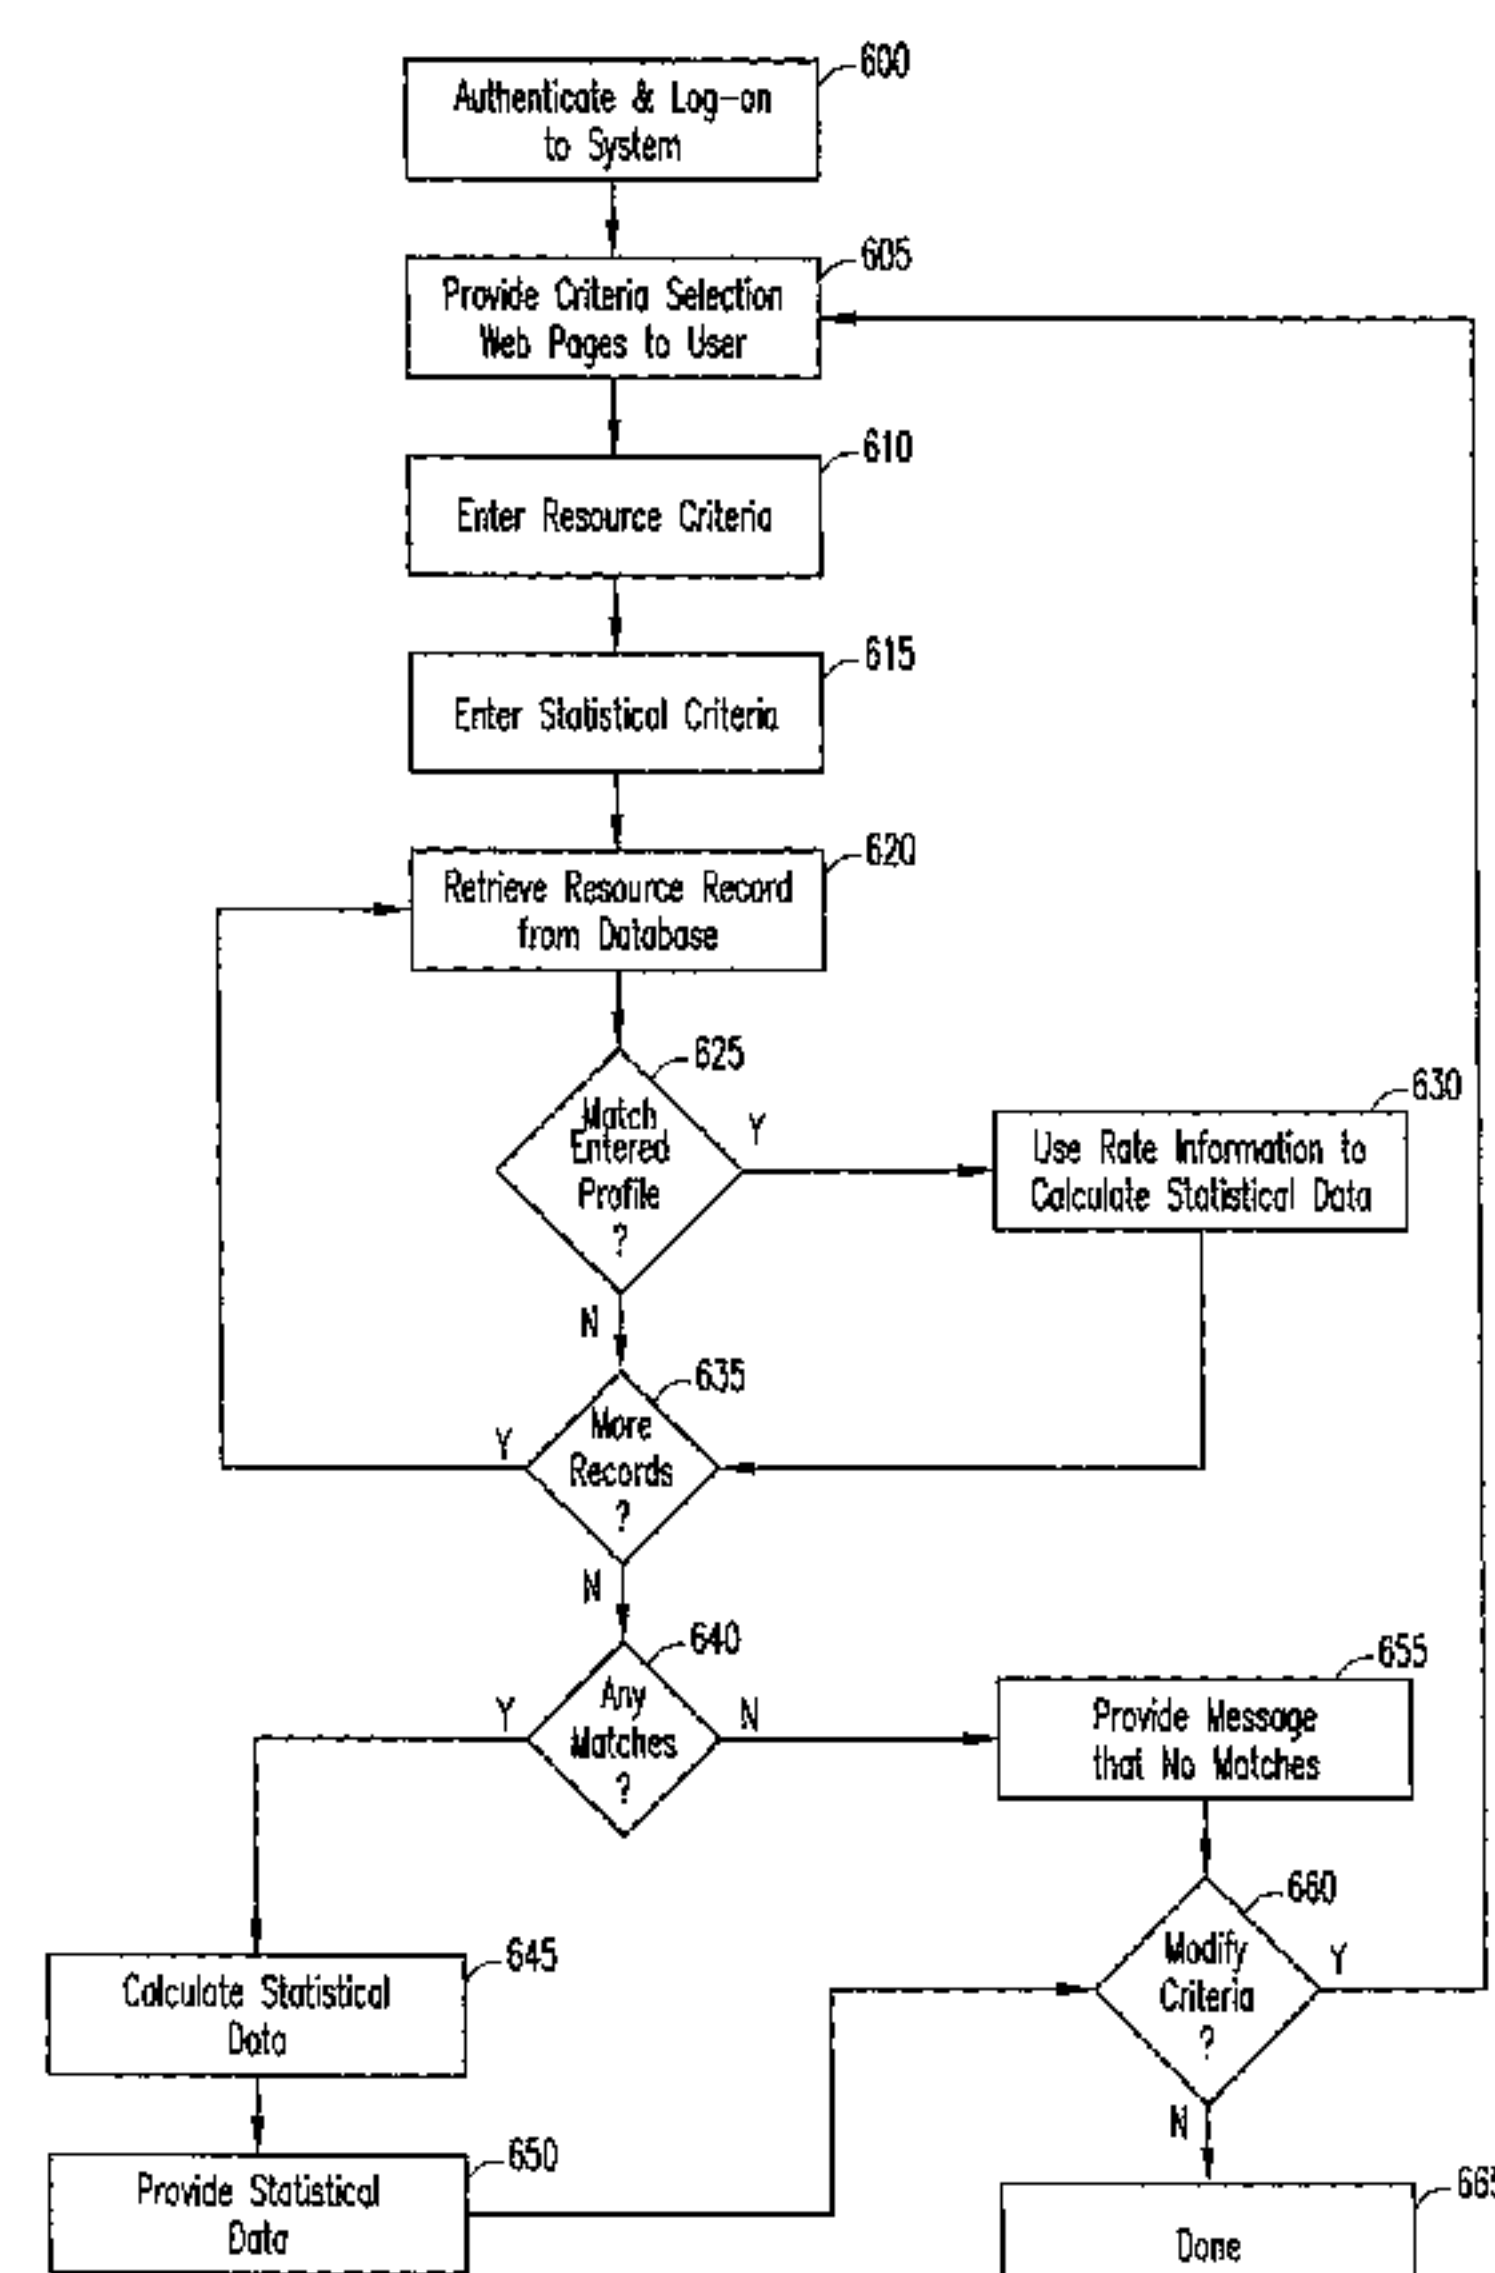 600
Authenticate & Log-on
to System
605
Provide Criteria Selection
Web Pages to User
610
Enter Resource Criteria
615
Enter Statistical Criteria
620
Retrieve Resource Record
from Database
625
Match
Entered
Profile
?
Y
N
630
Use Rate Information to
Calculate Statistical Data
635
More
Records
?
Y
N
640
Any
Matches
?
Y
N
655
Provide Message
that No Matches
660
Modify
Criteria
?
Y
N
645
Calculate Statistical
Data
650
Provide Statistical
Data
665
Done